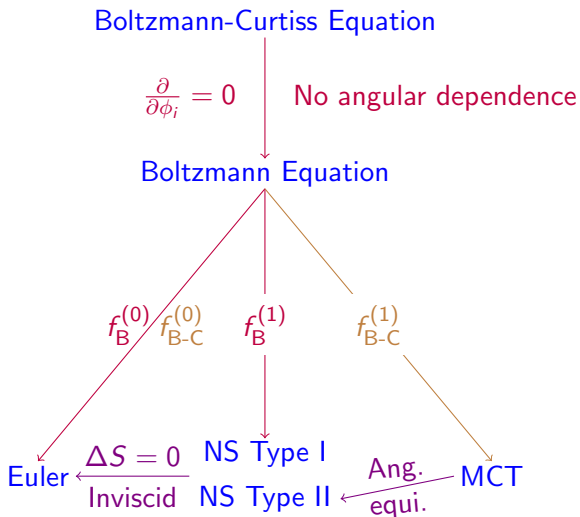 Boltzmann-Curtiss Equation
∂/∂ϕ_i = 0 No angular dependence
Boltzmann Equation
f_B^(0) f_B-C^(0) f_B^(1) f_B-C^(1)
ΔS = 0 NS Type I Ang.
Euler MCT
Inviscid NS Type II equi.